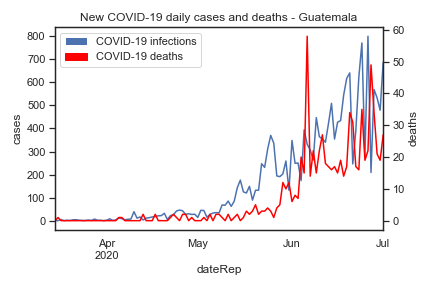 New COVID-19 daily cases and deaths - Guatemala
COVID-19 infections
COVID-19 deaths
800
700
600
500
400
300
200
100
0
cases
60
50
40
30
20
10
0
deaths
Apr
2020
May
Jun
Jul
dateRep